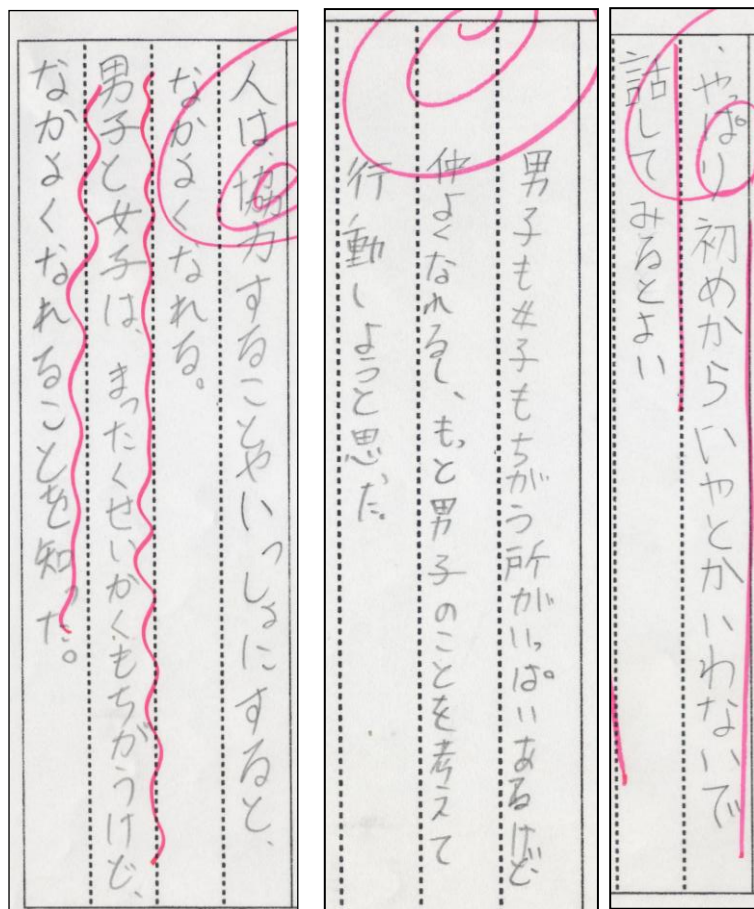 、やっぱり初めからいやとかいわないで
話してみるとよい
男子も女子もちがう所がいっぱいあるけど、
仲よくなれるし、もっと男子のことを考えて
行動しようと思った。
人は、協力することやいっしょにすると、
なかよくなれる。
男子と女子は、まったくせいかくもちがうけど、
なかよくなれることを知った。